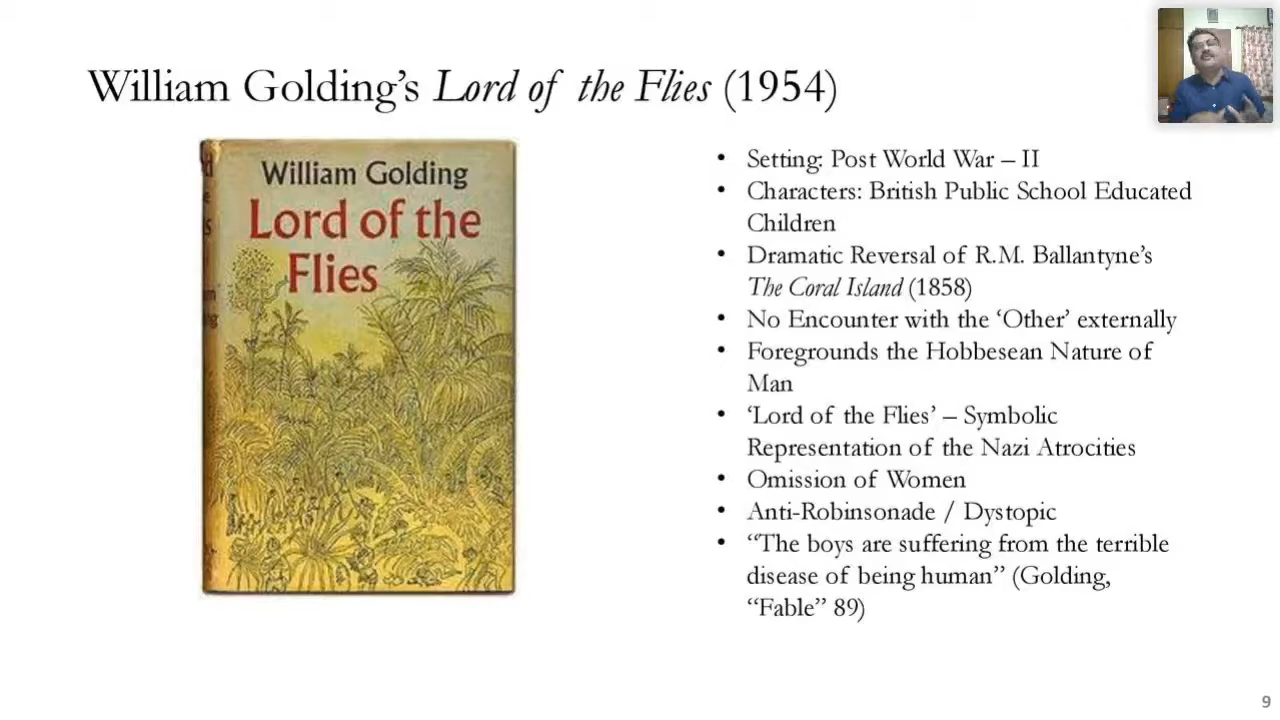 William Golding's Lord of the Flies (1954)
William Golding
Lord of the
Flies
• Setting: Post World War – II
• Characters: British Public School Educated
Children
• Dramatic Reversal of R.M. Ballantyne's
The Coral Island (1858)
• No Encounter with the 'Other' externally
• Foregrounds the Hobbesean Nature of
Man
• 'Lord of the Flies' – Symbolic
Representation of the Nazi Atrocities
• Omission of Women
• Anti-Robinsonade / Dystopic
• “The boys are suffering from the terrible
disease of being human” (Golding,
“Fable” 89)
9